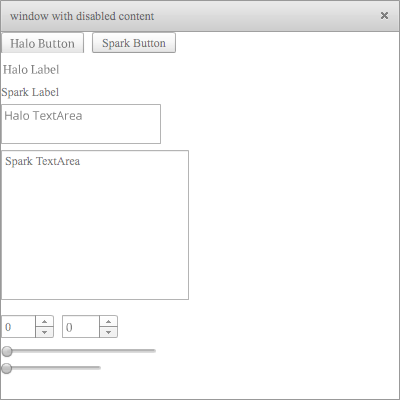 window with disabled content
Halo Button Spark Button
Halo Label
Spark Label
Halo TextArea
Spark TextArea
0 0